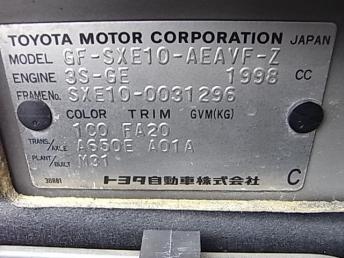 TOYOTA MOTOR CORPORATION JAPAN
MODEL GF-SXE10-AEAVF-Z
ENGINE 3S-GE 1998 CC
FRAME No. SXE10-0031296
COLOR TRIM GVM(KG)
1C0 FA20
TRANS./AXLE A650E A01A
PLANT/BUILT M31
トヨタ自動車株式会社
30881 C